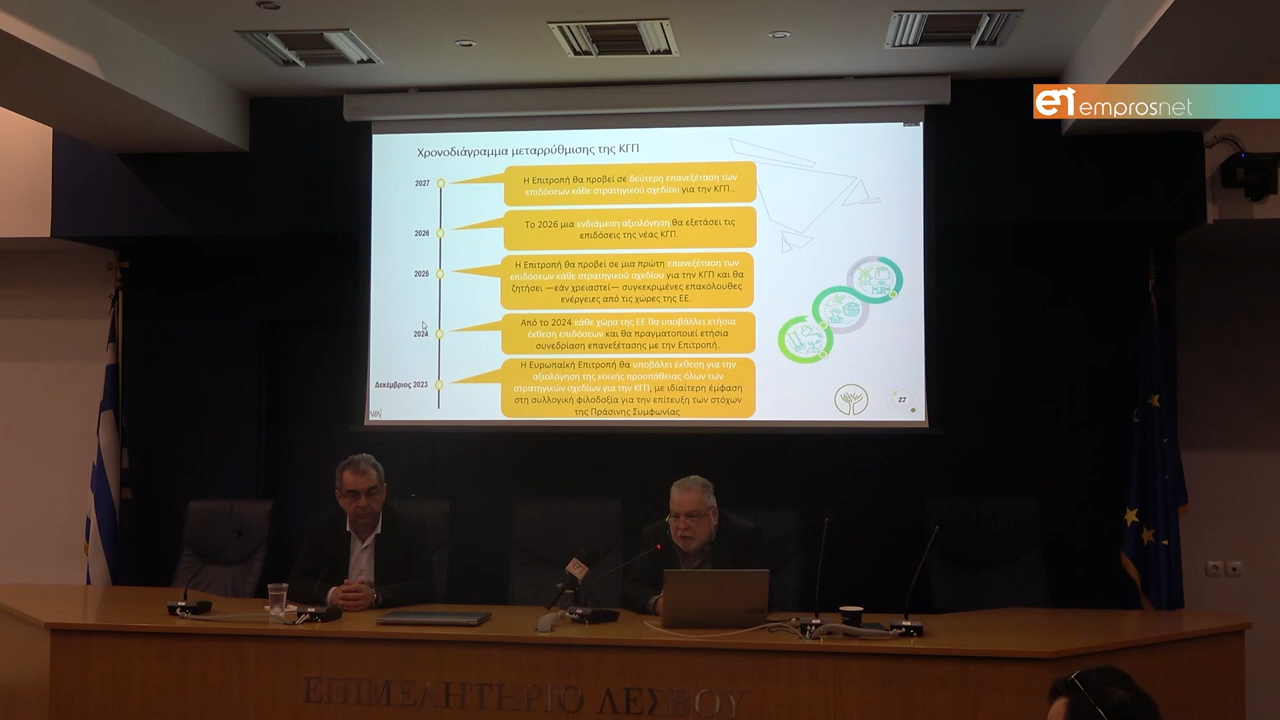 en emprosnet
Χρονοδιάγραμμα μεταρρύθμισης της ΚΓΠ
2027
Η Επιτροπή θα προβεί σε δεύτερη επανεξέταση των
επιδόσεων κάθε στρατηγικού σχεδίου για την ΚΓΠ..
2026
Το 2026 μια ενδιάμεση αξιολόγηση θα εξετάσει τις
επιδόσεις της νέας ΚΓΠ.
2025
Η Επιτροπή θα προβεί σε μια πρώτη επανεξέταση των
επιδόσεων κάθε στρατηγικού σχεδίου για την ΚΓΠ και θα
ζητήσει —εάν χρειαστεί— συγκεκριμένες επακόλουθες
ενέργειες από τις χώρες της ΕΕ.
2024
Από το 2024 κάθε χώρα της ΕΕ θα υποβάλλει ετήσια
έκθεση επιδόσεων και θα πραγματοποιεί ετήσια
συνεδρίαση επανεξέτασης με την Επιτροπή.
Δεκέμβριος 2023
Η Ευρωπαϊκή Επιτροπή θα υποβάλει έκθεση για την
αξιολόγηση της κοινής προσπάθειας όλων των
στρατηγικών σχεδίων για την ΚΓΠ, με ιδιαίτερη έμφαση
στη συλλογική φιλοδοξία για την επίτευξη των στόχων
της Πράσινης Συμφωνίας
27
en
ΕΠΙΜΕΛΗΤΗΡΙΟ ΛΕΣΒΟΥ